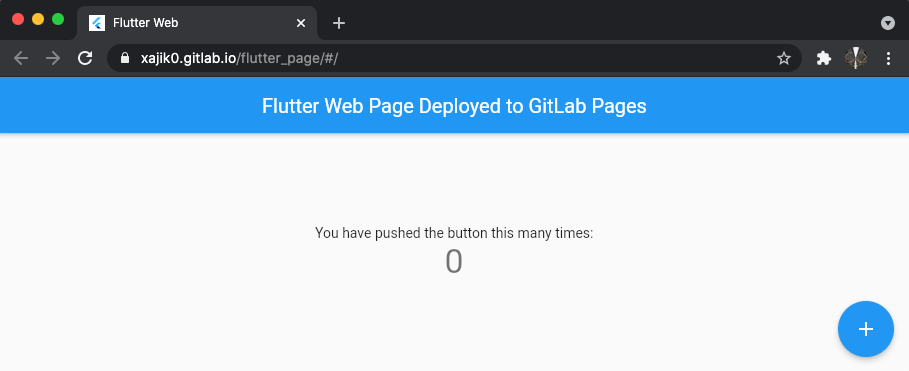 Flutter Web
xajik0.gitlab.io/flutter_page/#/
Flutter Web Page Deployed to GitLab Pages
You have pushed the button this many times:
0